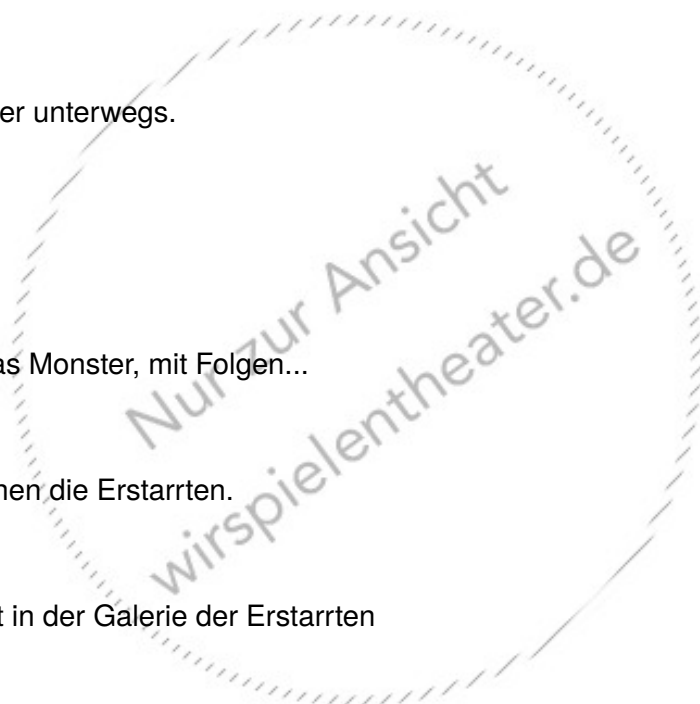 er unterwegs.
Nur zur Ansicht
wirspielentheater.de
as Monster, mit Folgen...
nen die Erstarrten.
t in der Galerie der Erstarrten